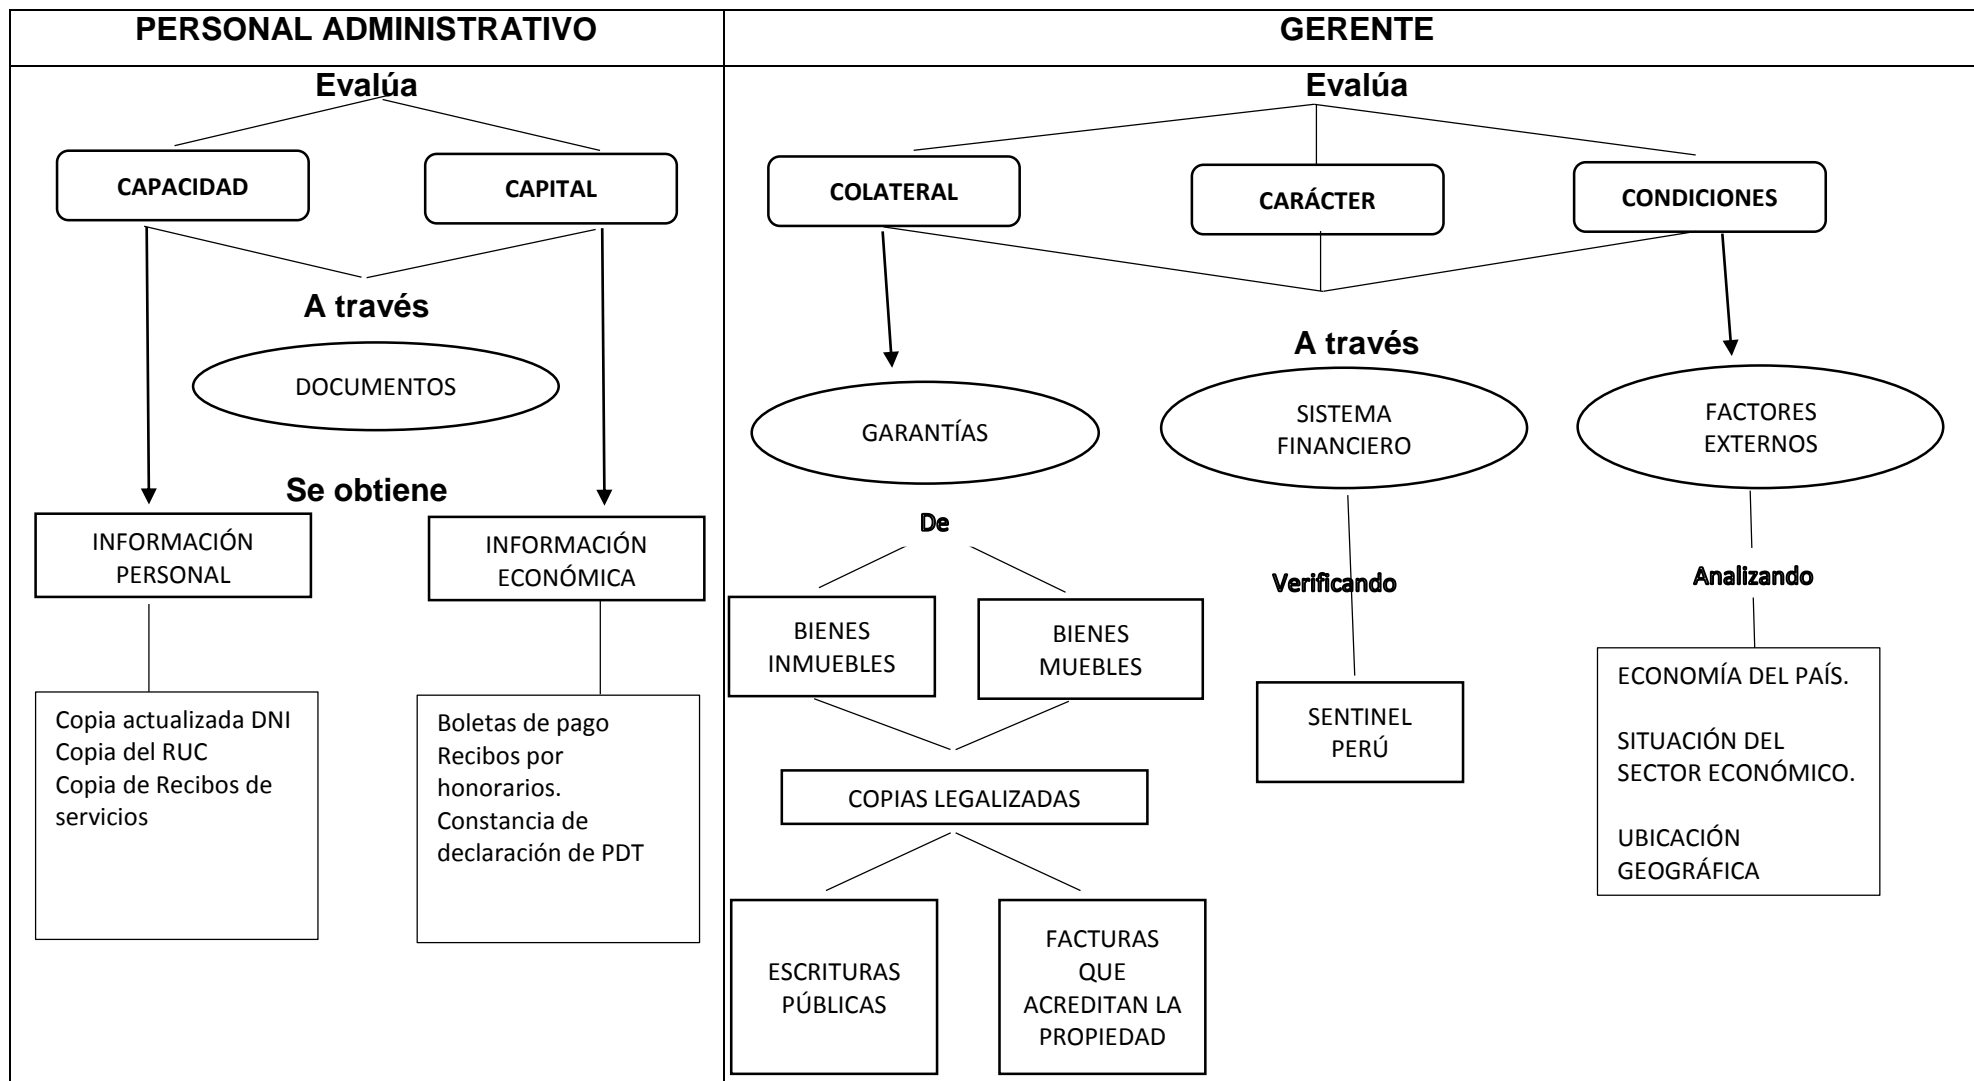 PERSONAL ADMINISTRATIVO
GERENTE
Evalúa
CAPACIDAD
CAPITAL
A través
DOCUMENTOS
Se obtiene
INFORMACIÓN
PERSONAL
INFORMACIÓN
ECONÓMICA
Copia actualizada DNI
Copia del RUC
Copia de Recibos de
servicios
Boletas de pago
Recibos por
honorarios.
Constancia de
declaración de PDT
Evalúa
COLATERAL
CARÁCTER
CONDICIONES
A través
GARANTÍAS
SISTEMA
FINANCIERO
FACTORES
EXTERNOS
De
Verificando
Analizando
BIENES
INMUEBLES
BIENES
MUEBLES
SENTINEL
PERÚ
ECONOMÍA DEL PAÍS.
SITUACIÓN DEL
SECTOR ECONÓMICO.
UBICACIÓN
GEOGRÁFICA
COPIAS LEGALIZADAS
ESCRITURAS
PÚBLICAS
FACTURAS
QUE
ACREDITAN LA
PROPIEDAD